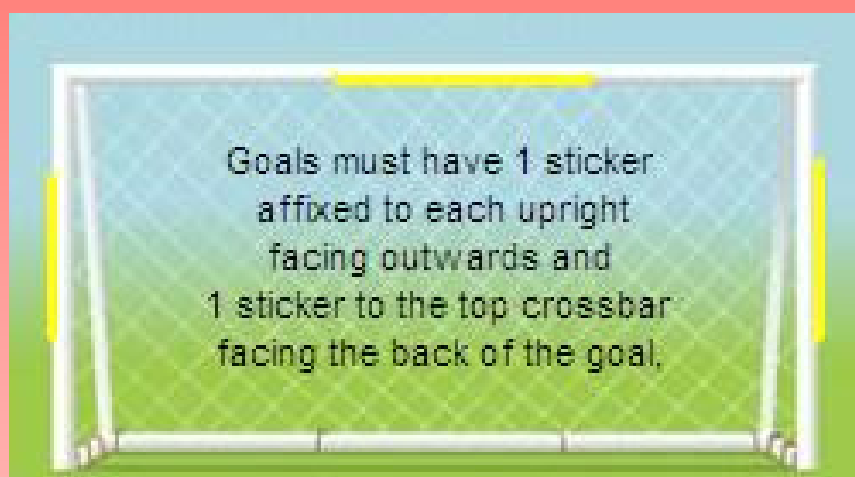 Goals must have 1 sticker
affixed to each upright
facing outwards and
1 sticker to the top crossbar
facing the back of the goal.